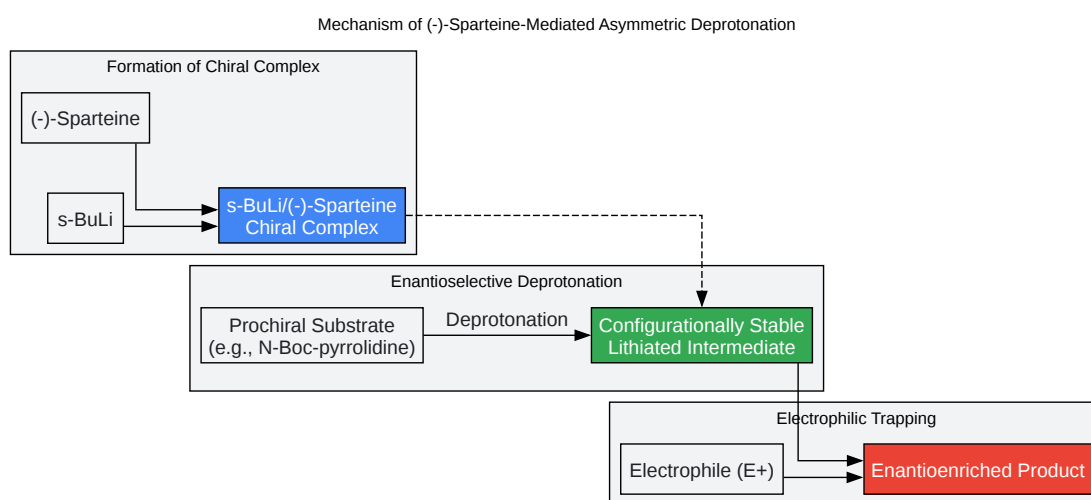 Mechanism of (-)-Sparteine-Mediated Asymmetric Deprotonation
Formation of Chiral Complex
(-)-Sparteine
s-BuLi
s-BuLi/(-)-Sparteine
Chiral Complex
Enantioselective Deprotonation
Prochiral Substrate
(e.g., N-Boc-pyrrolidine)
Deprotonation
Configurationally Stable
Lithiated Intermediate
Electrophilic Trapping
Electrophile (E+)
Enantioenriched Product